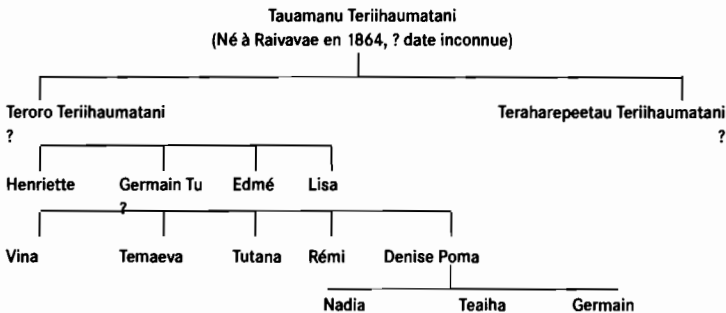 Tauamanu Teriihaumatani
(Né à Raivavae en 1864, ? date inconnue)
Teroro Teriihaumatani Teraharepeetau Teriihaumatani
? ?
Henriette Germain Tu Edmé Lisa
?
Vina Temaeva Tutana Rémi Denise Poma
Nadia Teaiha Germain